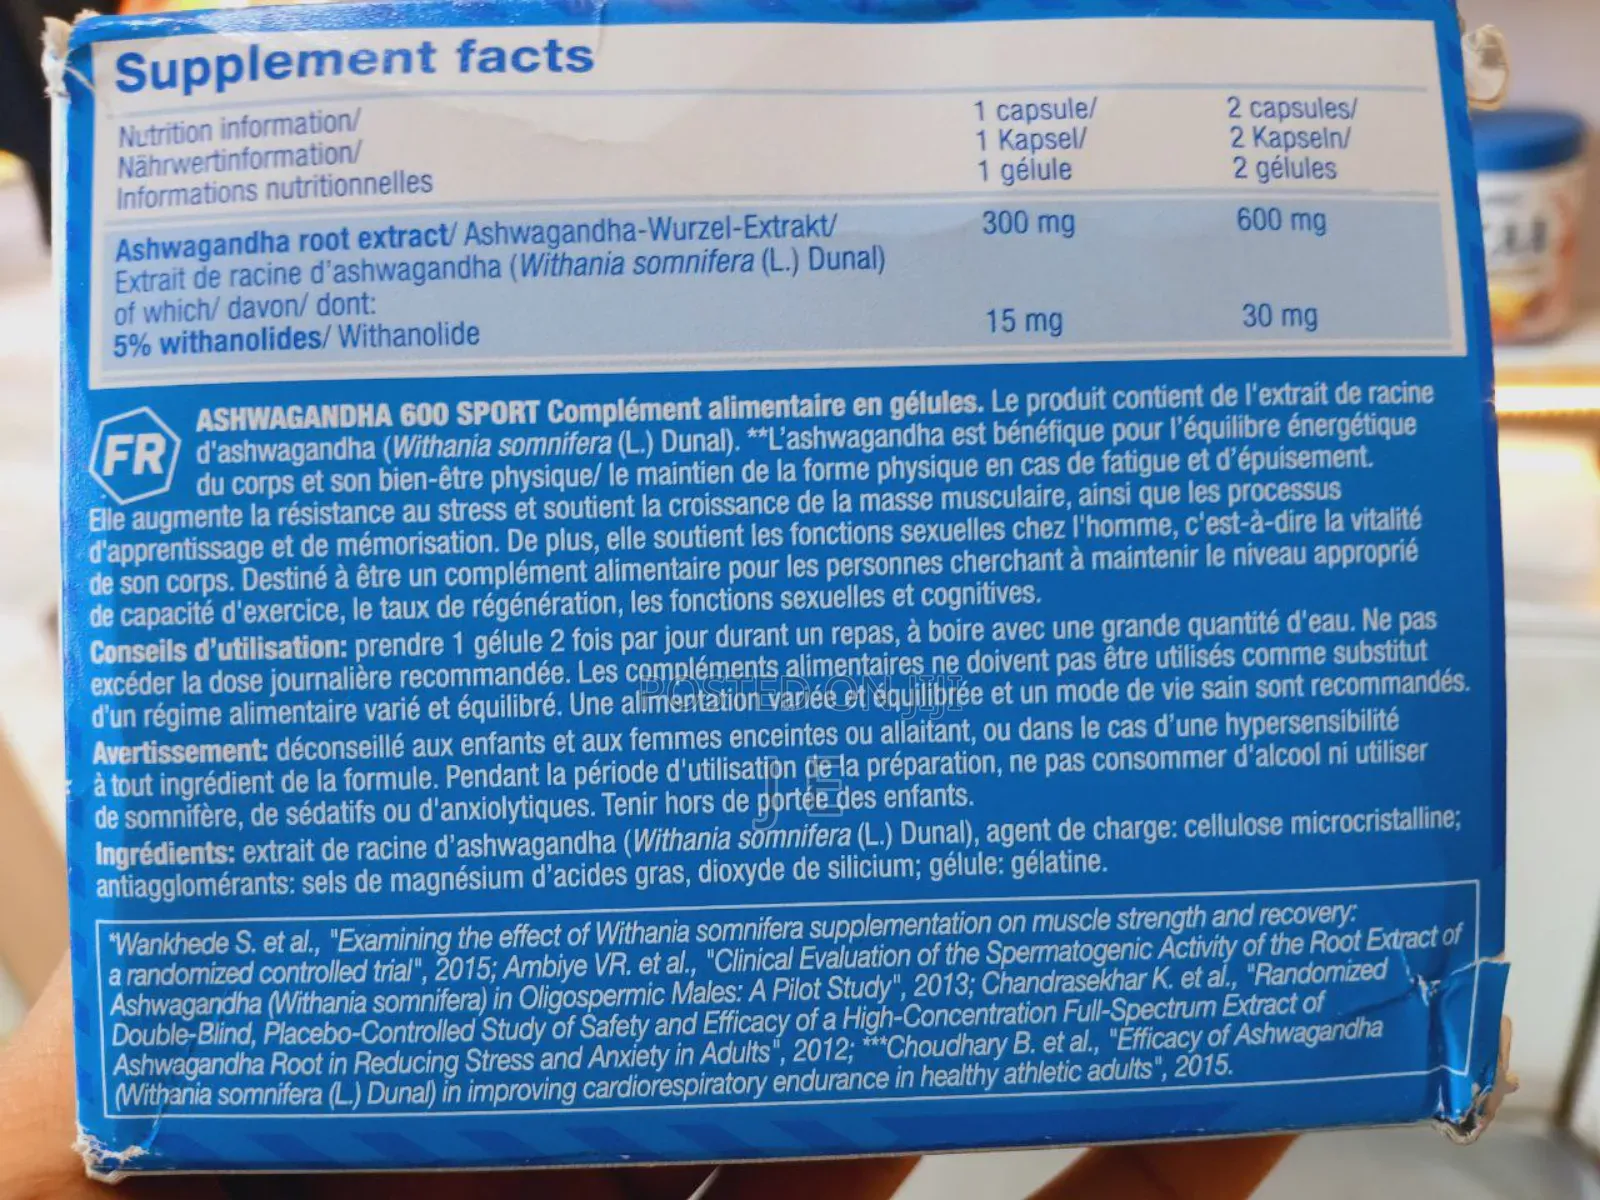 Supplement facts
Nutrition information/
Nährwertinformation/
Informations nutritionnelles
1 capsule/
1 Kapsel/
1 gélule
2 capsules/
2 Kapseln/
2 gélules
Ashwagandha root extract/ Ashwagandha-Wurzel-Extrakt/
Extrait de racine d'ashwagandha (Withania somnifera (L.) Dunal)
300 mg
600 mg
of which/ davon/ dont:
5% withanolides/ Withanolide
15 mg
30 mg
FR
ASHWAGANDHA 600 SPORT Complément alimentaire en gélules. Le produit contient de l'extrait de racine
d'ashwagandha (Withania somnifera (L.) Dunal). **L'ashwagandha est bénéfique pour l'équilibre énergétique
du corps et son bien-être physique/ le maintien de la forme physique en cas de fatigue et d'épuisement.
Elle augmente la résistance au stress et soutient la croissance de la masse musculaire, ainsi que les processus
d'apprentissage et de mémorisation. De plus, elle soutient les fonctions sexuelles chez l'homme, c'est-à-dire la vitalité
de son corps. Destiné à être un complément alimentaire pour les personnes cherchant à maintenir le niveau approprié
de capacité d'exercice, le taux de régénération, les fonctions sexuelles et cognitives.
Conseils d'utilisation: prendre 1 gélule 2 fois par jour durant un repas, à boire avec une grande quantité d'eau. Ne pas
excéder la dose journalière recommandée. Les compléments alimentaires ne doivent pas être utilisés comme substitut
d'un régime alimentaire varié et équilibré. Une alimentation variée et équilibrée et un mode de vie sain sont recommandés.
POSTED ON JIJI
Avertissement: déconseillé aux enfants et aux femmes enceintes ou allaitant, ou dans le cas d'une hypersensibilité
à tout ingrédient de la formule. Pendant la période d'utilisation de la préparation, ne pas consommer d'alcool ni utiliser
de somnifère, de sédatifs ou d'anxiolytiques. Tenir hors de portée des enfants.
J E
Ingrédients: extrait de racine d'ashwagandha (Withania somnifera (L.) Dunal), agent de charge: cellulose microcristalline;
antiagglomérants: sels de magnésium d'acides gras, dioxyde de silicium; gélule: gélatine.
*Wankhede S. et al., "Examining the effect of Withania somnifera supplementation on muscle strength and recovery:
a randomized controlled trial", 2015; Ambiye VR. et al., "Clinical Evaluation of the Spermatogenic Activity of the Root Extract of
Ashwagandha (Withania somnifera) in Oligospermic Males: A Pilot Study", 2013; Chandrasekhar K. et al., "Randomized
Double-Blind, Placebo-Controlled Study of Safety and Efficacy of a High-Concentration Full-Spectrum Extract of
Ashwagandha Root in Reducing Stress and Anxiety in Adults", 2012; ***Choudhary B. et al., "Efficacy of Ashwagandha
(Withania somnifera (L.) Dunal) in improving cardiorespiratory endurance in healthy athletic adults", 2015.